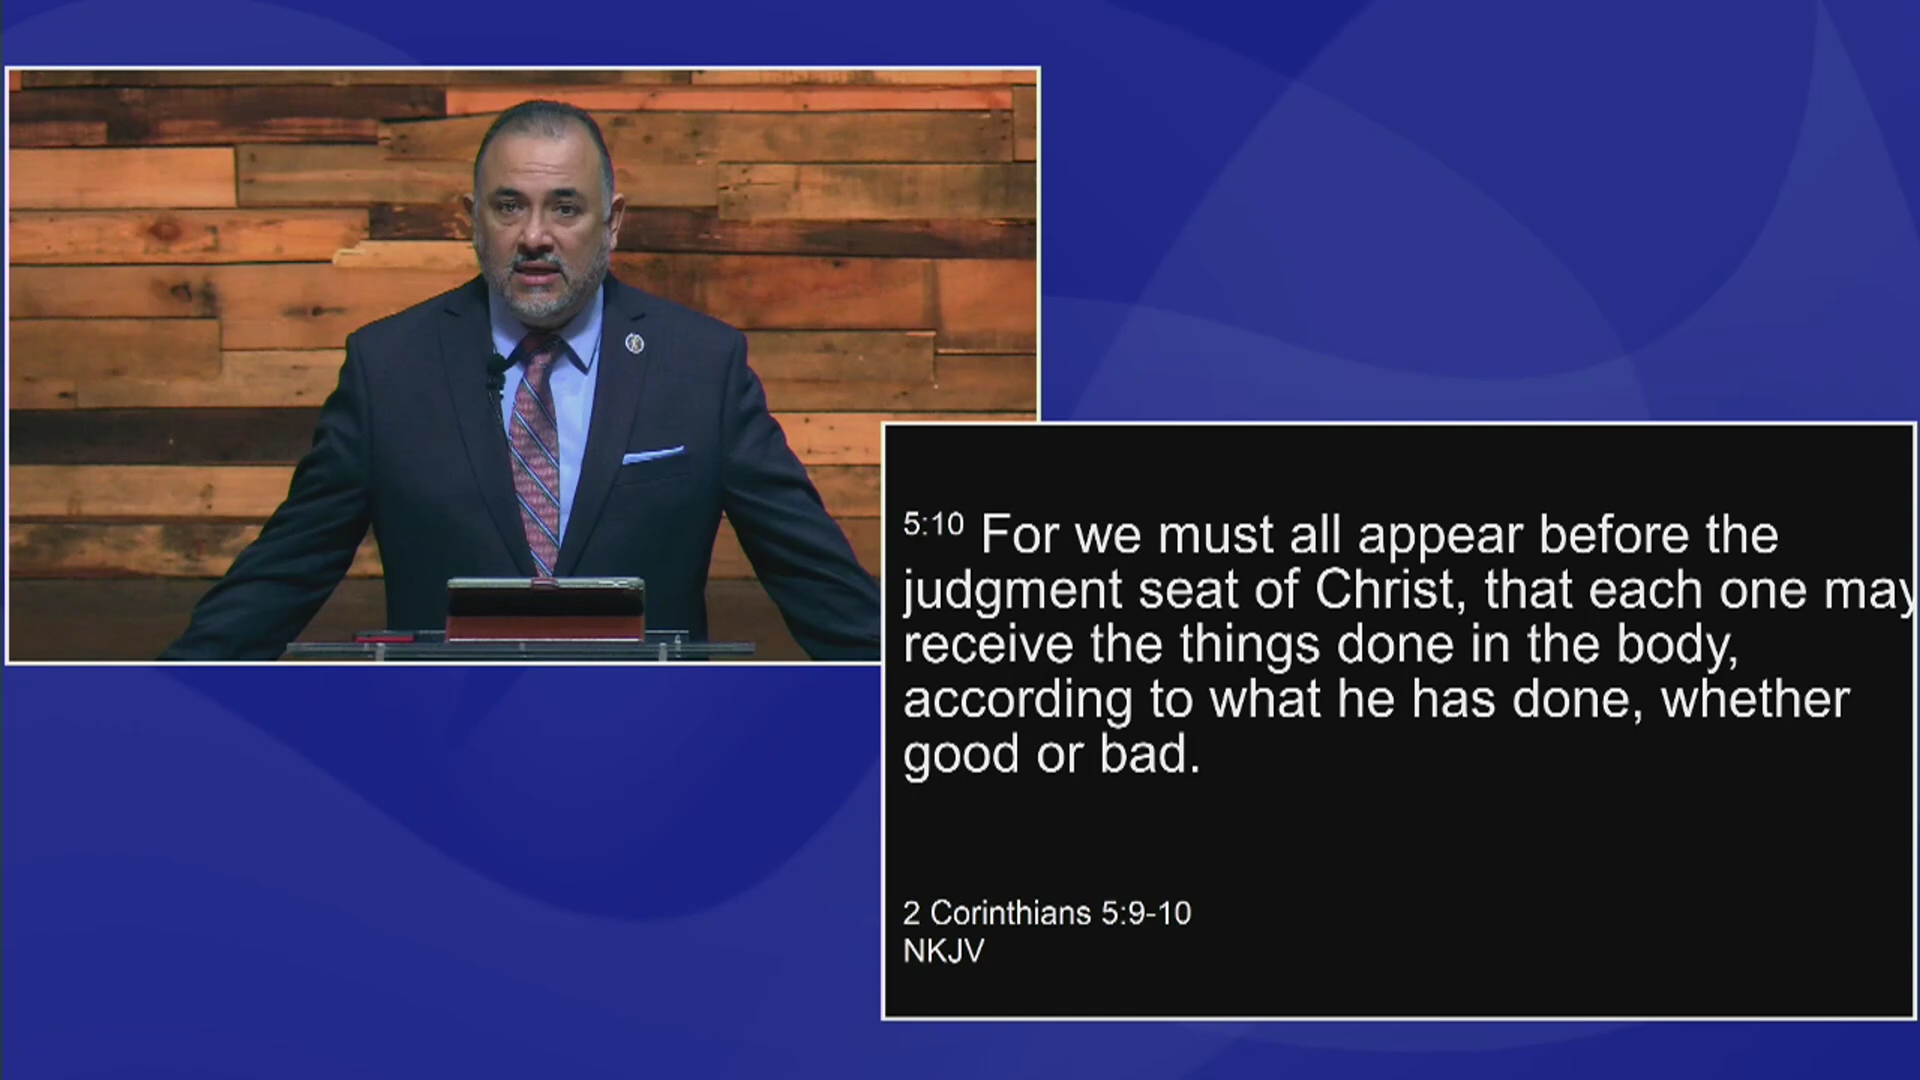 5:10 For we must all appear before the
judgment seat of Christ, that each one may
receive the things done in the body,
according to what he has done, whether
good or bad.
2 Corinthians 5:9-10
NKJV